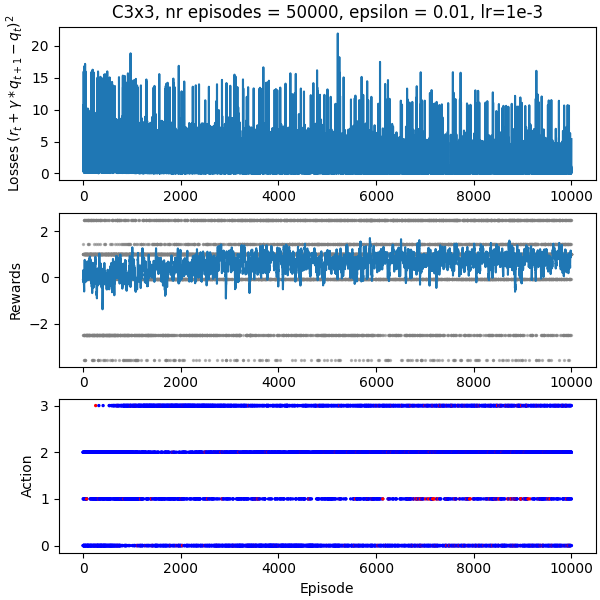 C3x3, nr episodes = 50000, epsilon = 0.01, lr=1e-3
Losses $(r_t + \gamma * q_{t+1} - q_t)^2$
20
15
10
5
0
0 2000 4000 6000 8000 10000
Rewards
2
0
−2
0 2000 4000 6000 8000 10000
Action
3
2
1
0
0 2000 4000 6000 8000 10000
Episode